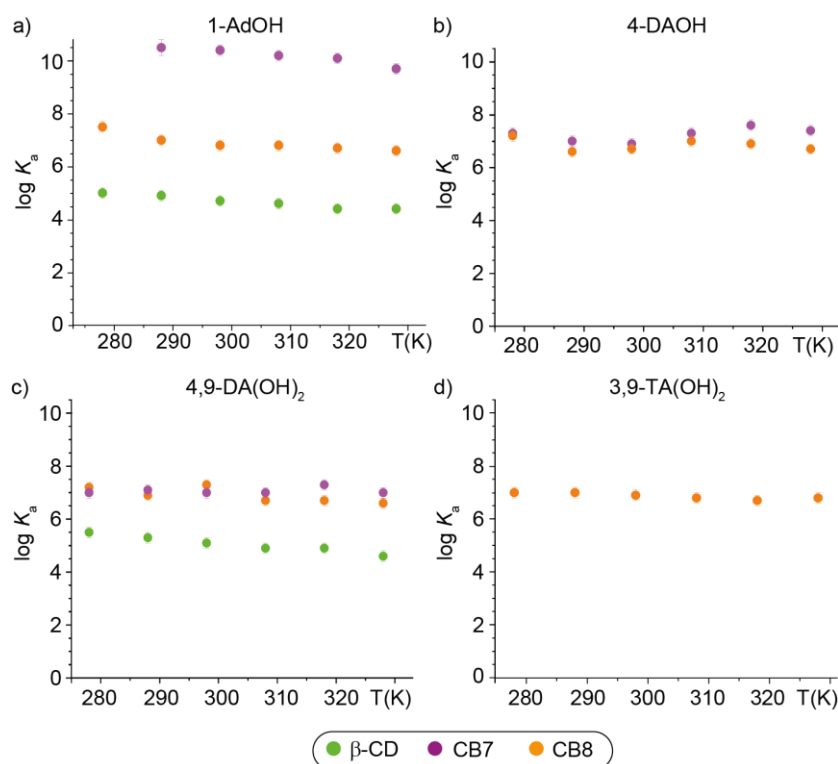 a) 1-AdOH
log Kₐ
10
8
6
4
2
0
280 290 300 310 320 T(K)
b) 4-DAOH
log Kₐ
10
8
6
4
2
0
280 290 300 310 320 T(K)
c) 4,9-DA(OH)₂
log Kₐ
10
8
6
4
2
0
280 290 300 310 320 T(K)
d) 3,9-TA(OH)₂
log Kₐ
10
8
6
4
2
0
280 290 300 310 320 T(K)
β-CD CB7 CB8